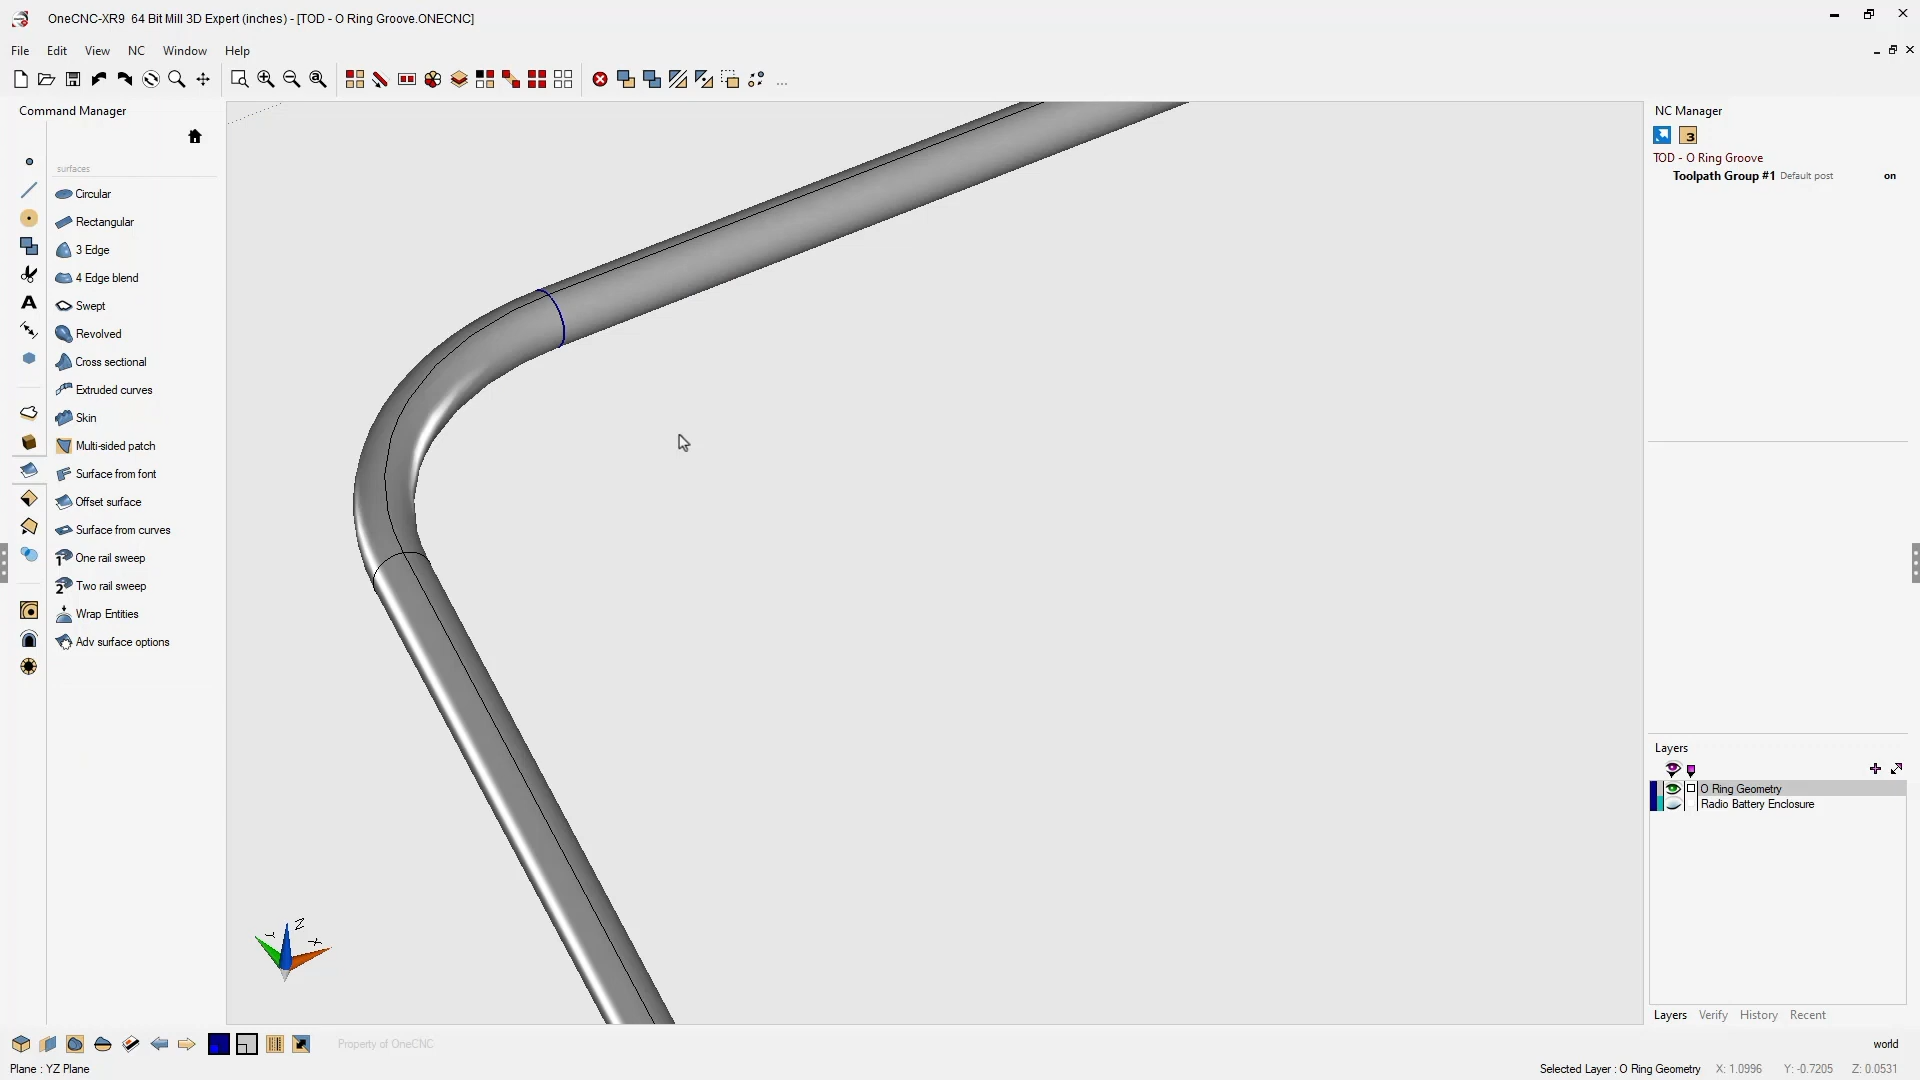 OneCNC-XR9 64 Bit Mill 3D Expert (inches) - [TOD - O Ring Groove.ONECNC]
File Edit View NC Window Help
Command Manager
surfaces
Circular
Rectangular
3 Edge
4 Edge blend
Swept
Revolved
Cross sectional
Extruded curves
Skin
Multi-sided patch
Surface from font
Offset surface
Surface from curves
One rail sweep
Two rail sweep
Wrap Entities
Adv surface options
Z
Y
X
NC Manager
3
TOD - O Ring Groove
Toolpath Group #1 Default post on
Layers
O Ring Geometry
Radio Battery Enclosure
Layers Verify History Recent
Property of OneCNC
world
Plane : YZ Plane
Selected Layer : O Ring Geometry X: 1.0996 Y: -0.7205 Z: 0.0531